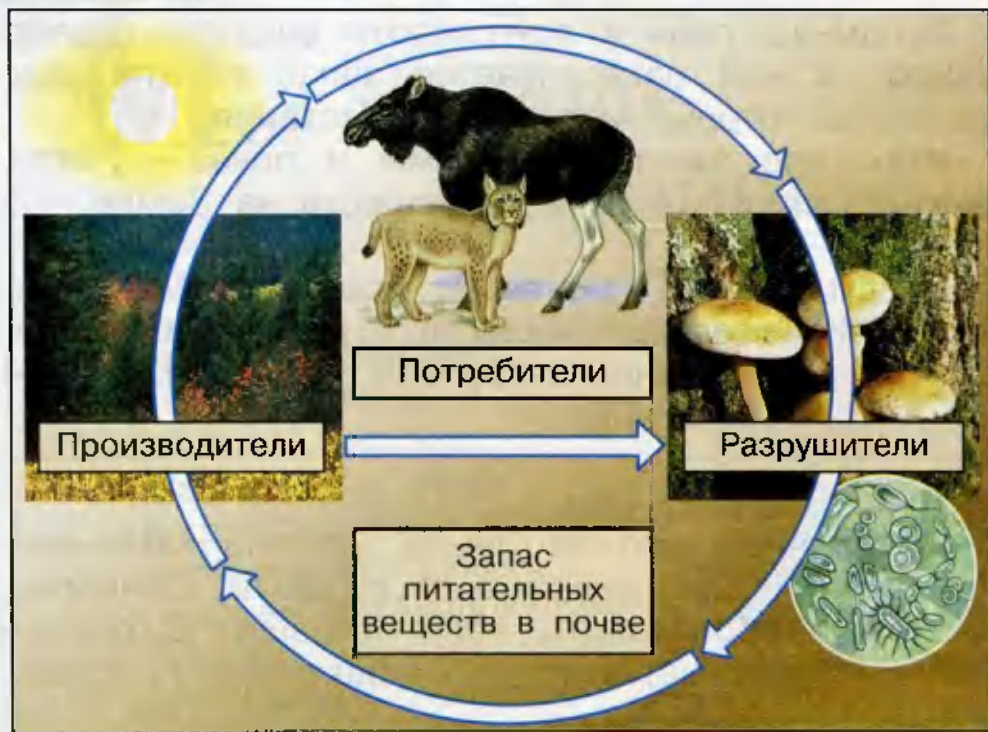 Потребители
Производители
Разрушители
Запас
питательных
веществ в почве